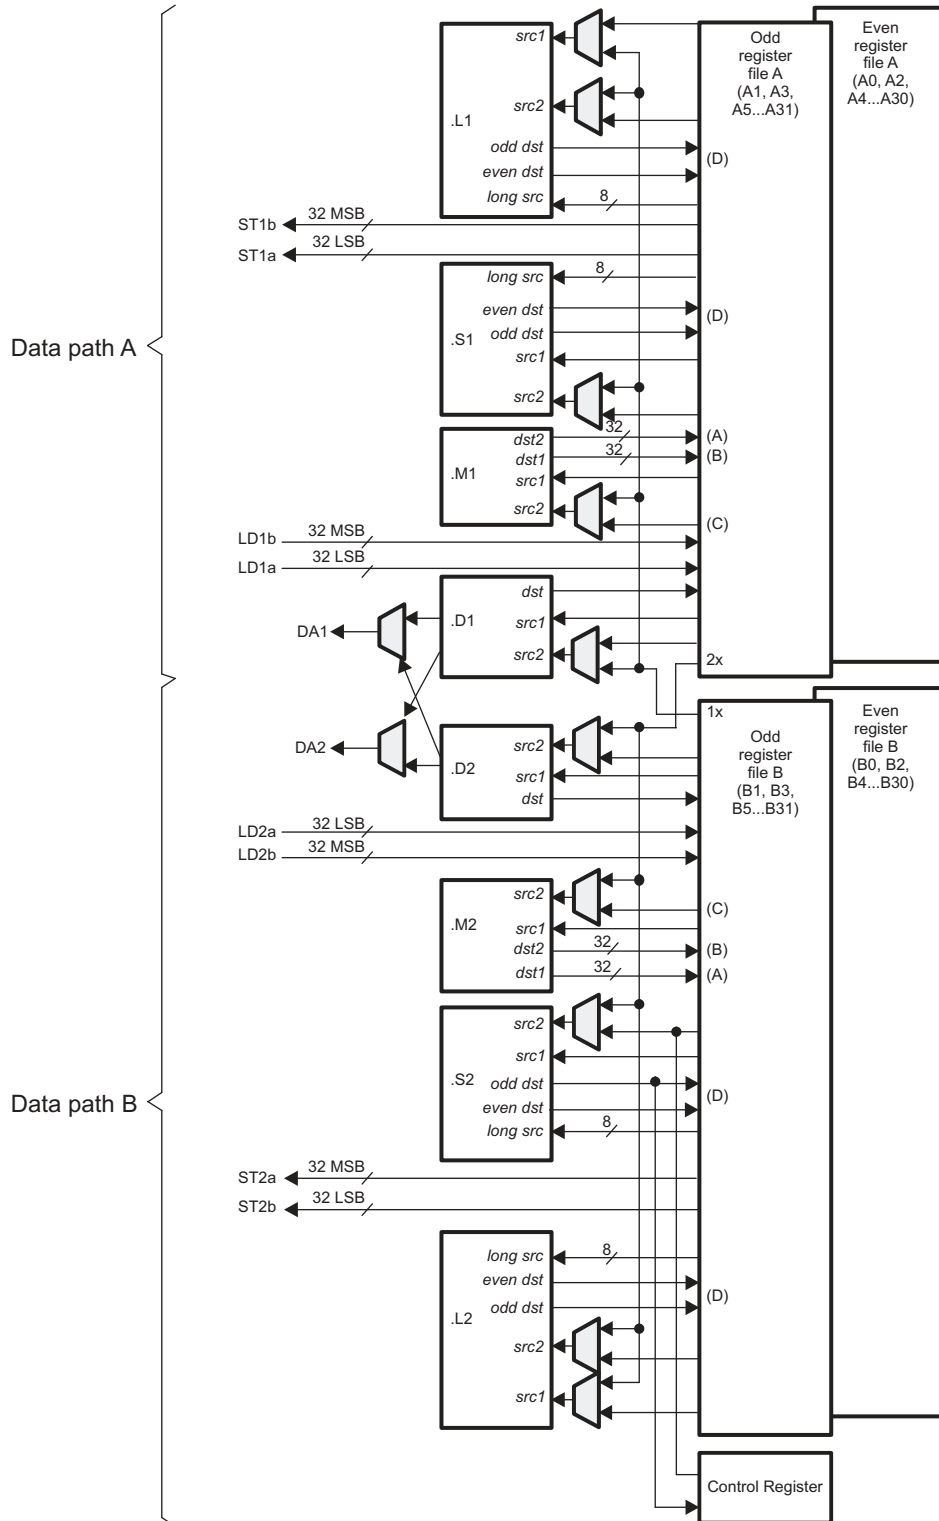 src1
Odd
register
file A
(A1, A3,
A5...A31)
Even
register
file A
(A0, A2,
A4...A30)
src2
.L1
odd dst
(D)
even dst
long src
8
ST1b
32 MSB
ST1a
32 LSB
long src
8
even dst
(D)
odd dst
.S1
Data path A
src1
src2
32
dst2
(A)
32
dst1
(B)
.M1
src1
src2
(C)
LD1b
32 MSB
LD1a
32 LSB
dst
.D1
src1
DA1
src2
2x
1x
Odd
register
file B
(B1, B3,
B5...B31)
Even
register
file B
(B0, B2,
B4...B30)
DA2
src2
.D2
src1
dst
LD2a
32 LSB
LD2b
32 MSB
src2
(C)
.M2
src1
dst2
32
(B)
dst1
32
(A)
src2
src1
.S2
odd dst
(D)
Data path B
even dst
long src
8
ST2a
32 MSB
ST2b
32 LSB
long src
8
even dst
(D)
odd dst
.L2
src2
src1
Control Register